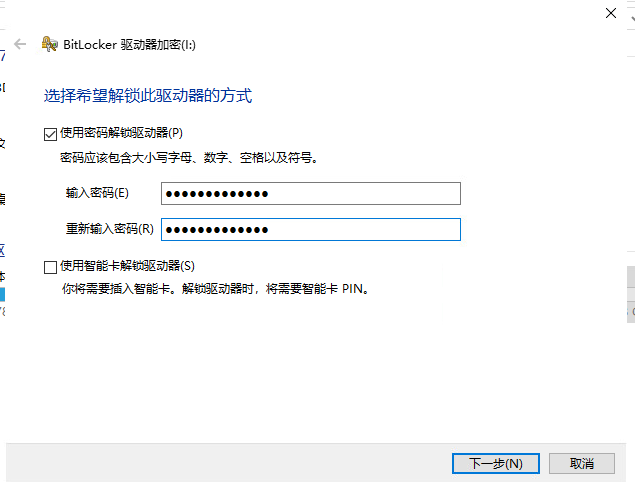 BitLocker 驱动器加密(I:)
选择希望解锁此驱动器的方式
使用密码解锁驱动器(P)
密码应该包含大小写字母、数字、空格以及符号。
输入密码(E)
●●●●●●●●●●●●●
重新输入密码(R)
●●●●●●●●●●●●●
使用智能卡解锁驱动器(S)
你将需要插入智能卡。解锁驱动器时，将需要智能卡 PIN。
下一步(N)
取消